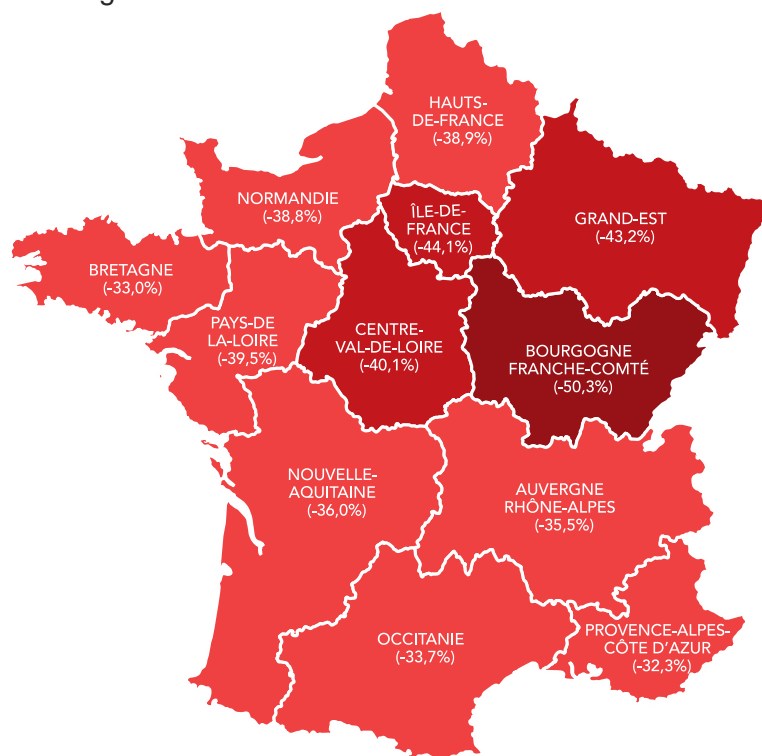 HAUTS-
DE-FRANCE
(-38,9%)
NORMANDIE
(-38,8%)
ÎLE-DE-
FRANCE
(-44,1%)
GRAND-EST
(-43,2%)
BRETAGNE
(-33,0%)
PAYS-DE
LA-LOIRE
(-39,5%)
CENTRE-
VAL-DE-LOIRE
(-40,1%)
BOURGOGNE
FRANCHE-COMTÉ
(-50,3%)
NOUVELLE-
AQUITAINE
(-36,0%)
AUVERGNE
RHÔNE-ALPES
(-35,5%)
OCCITANIE
(-33,7%)
PROVENCE-ALPES-
CÔTE D'AZUR
(-32,3%)